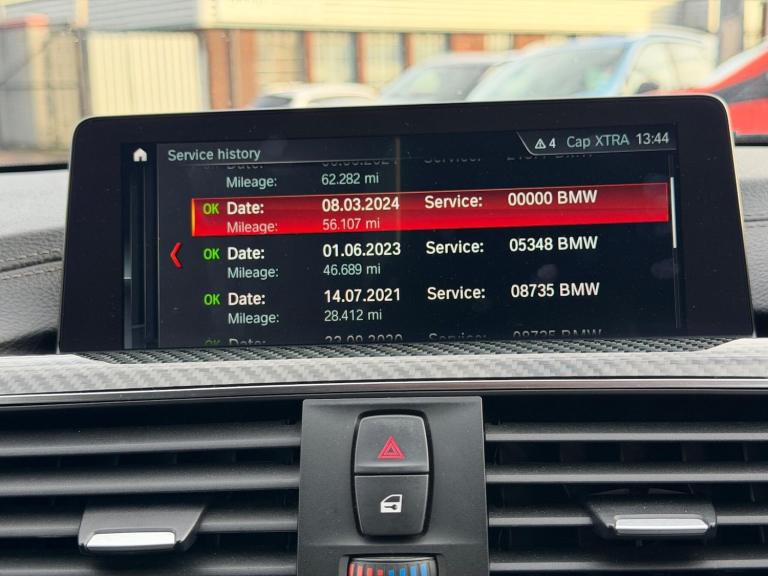 Service history
4 Cap XTRA 13:44
Mileage: 62.282 mi
OK Date: 08.03.2024 Service: 00000 BMW
Mileage: 56.107 mi
OK Date: 01.06.2023 Service: 05348 BMW
Mileage: 46.689 mi
OK Date: 14.07.2021 Service: 08735 BMW
Mileage: 28.412 mi